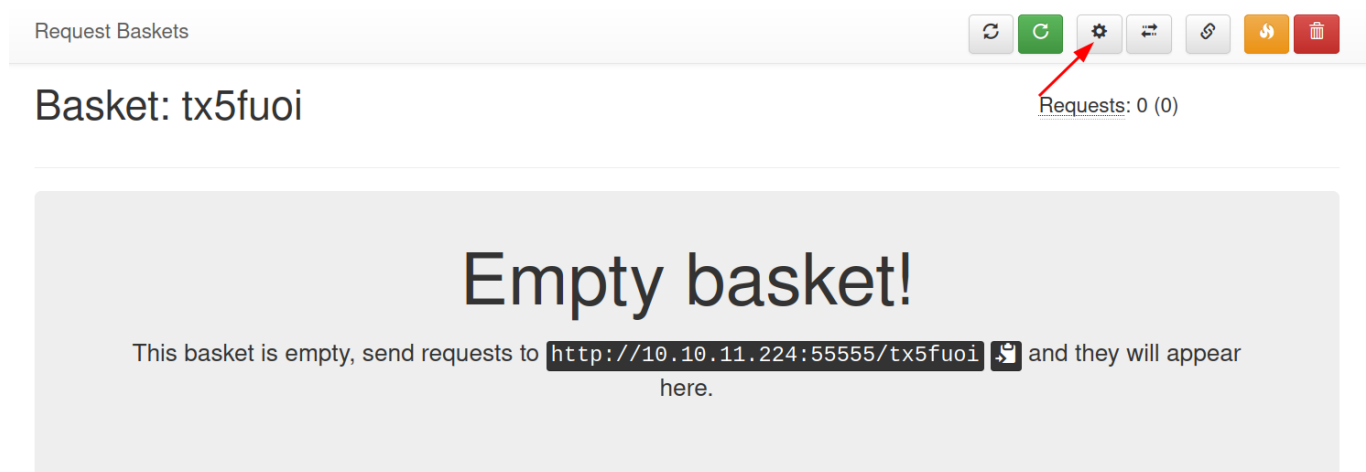 Request Baskets
Basket: tx5fuoi
Requests: 0 (0)
Empty basket!
This basket is empty, send requests to http://10.10.11.224:55555/tx5fuoi and they will appear
here.